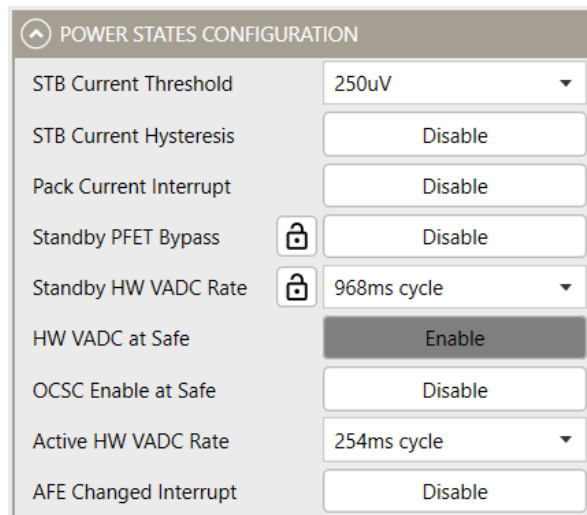 POWER STATES CONFIGURATION
STB Current Threshold 250uV
STB Current Hysteresis Disable
Pack Current Interrupt Disable
Standby PFET Bypass Disable
Standby HW VADC Rate 968ms cycle
HW VADC at Safe Enable
OCSC Enable at Safe Disable
Active HW VADC Rate 254ms cycle
AFE Changed Interrupt Disable